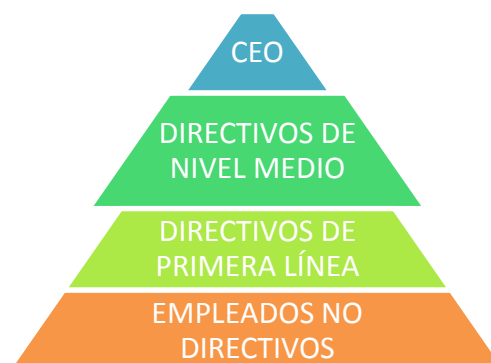 CEO
DIRECTIVOS DE
NIVEL MEDIO
DIRECTIVOS DE
PRIMERA LÍNEA
EMPLEADOS NO
DIRECTIVOS